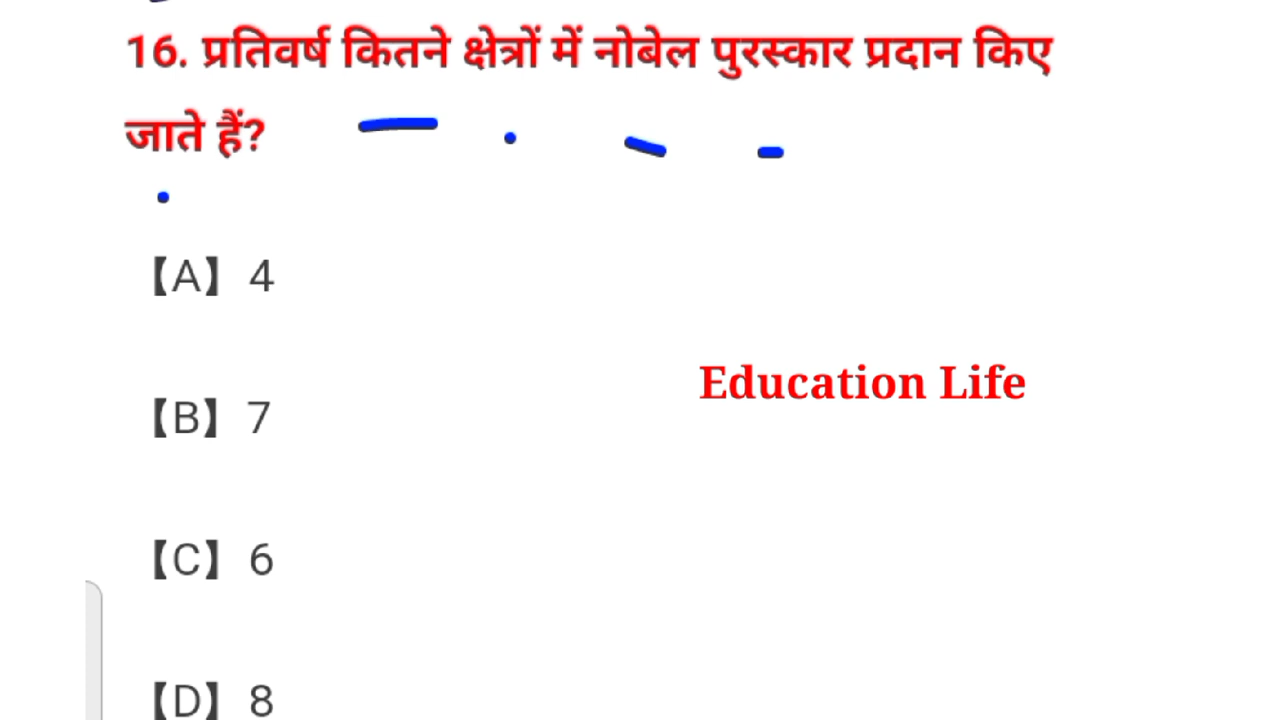 16. प्रतिवर्ष कितने क्षेत्रों में नोबेल पुरस्कार प्रदान किए
जाते हैं?
【A】4
Education Life
【B】7
【C】6
【D】8